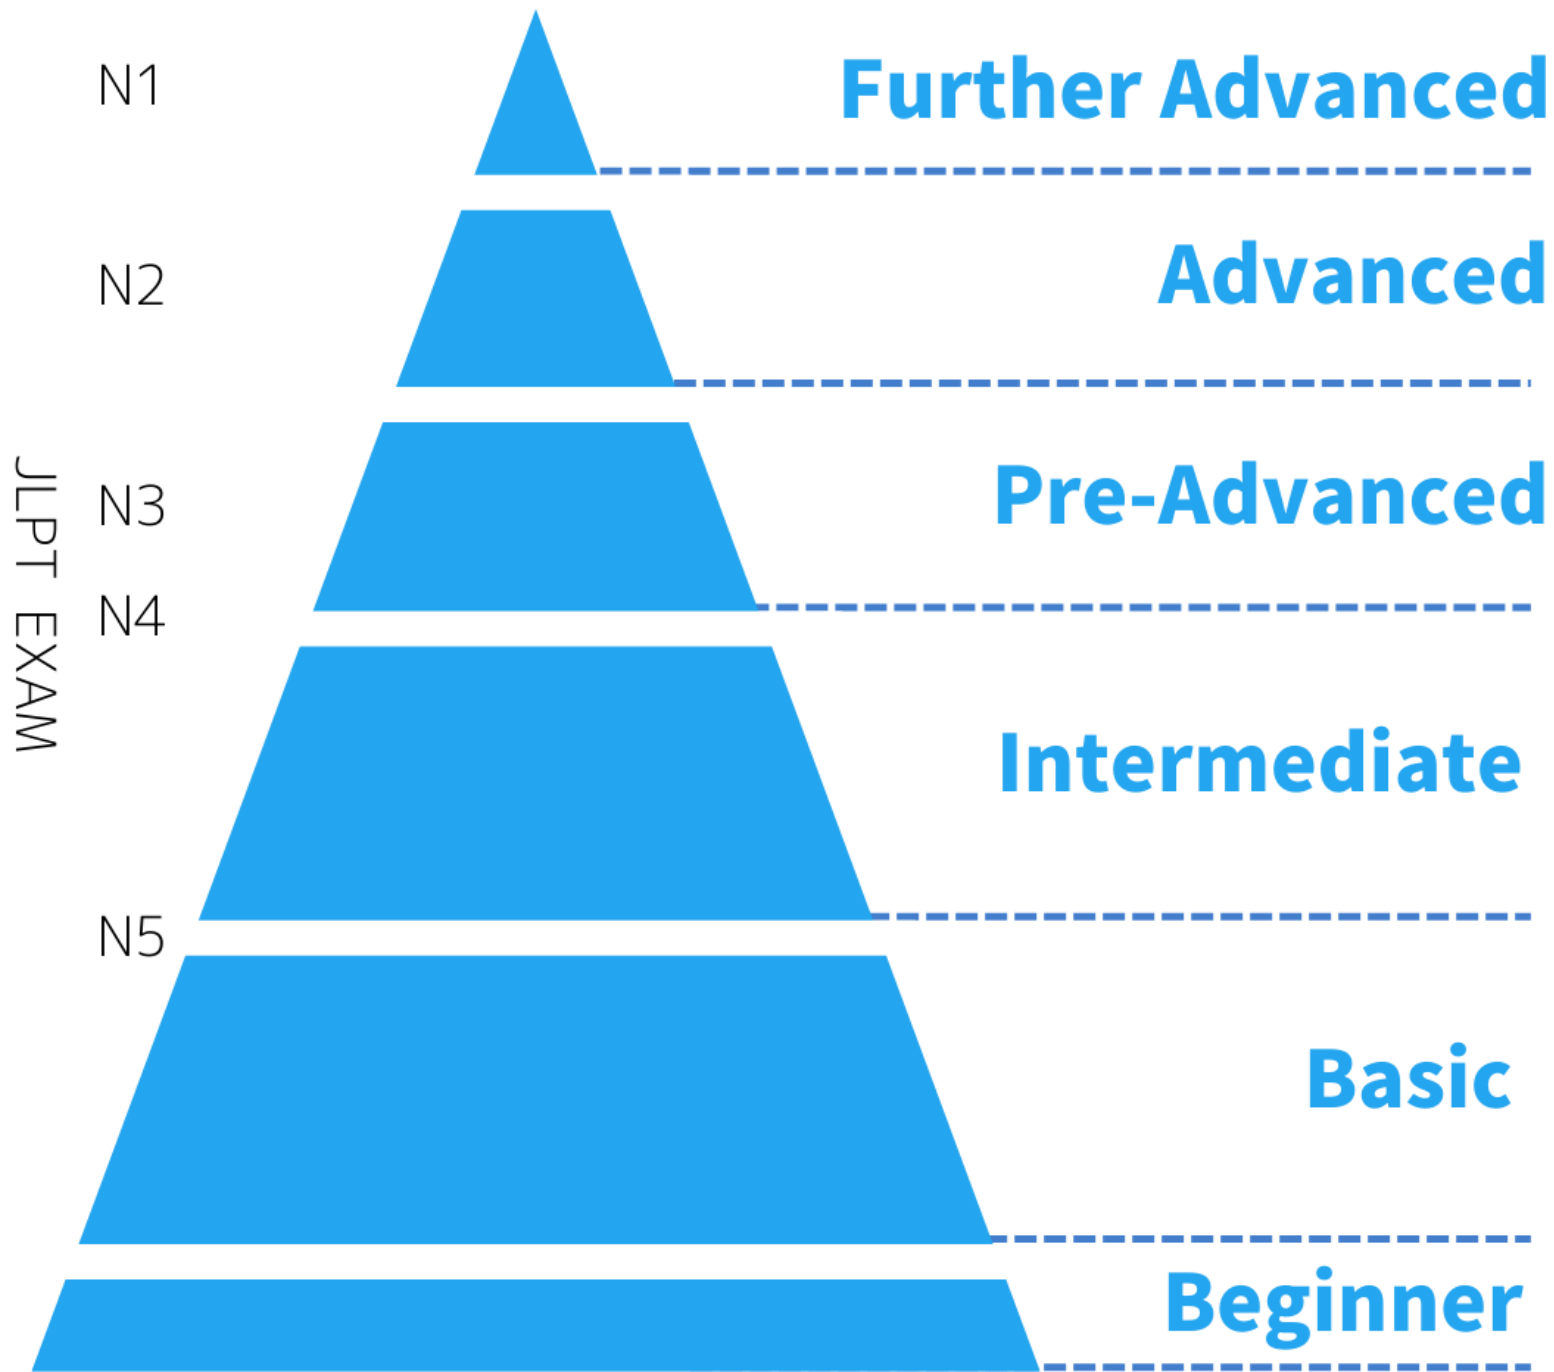 N1
Further Advanced
N2
Advanced
JLPT EXAM
N3
Pre-Advanced
N4
Intermediate
N5
Basic
Beginner